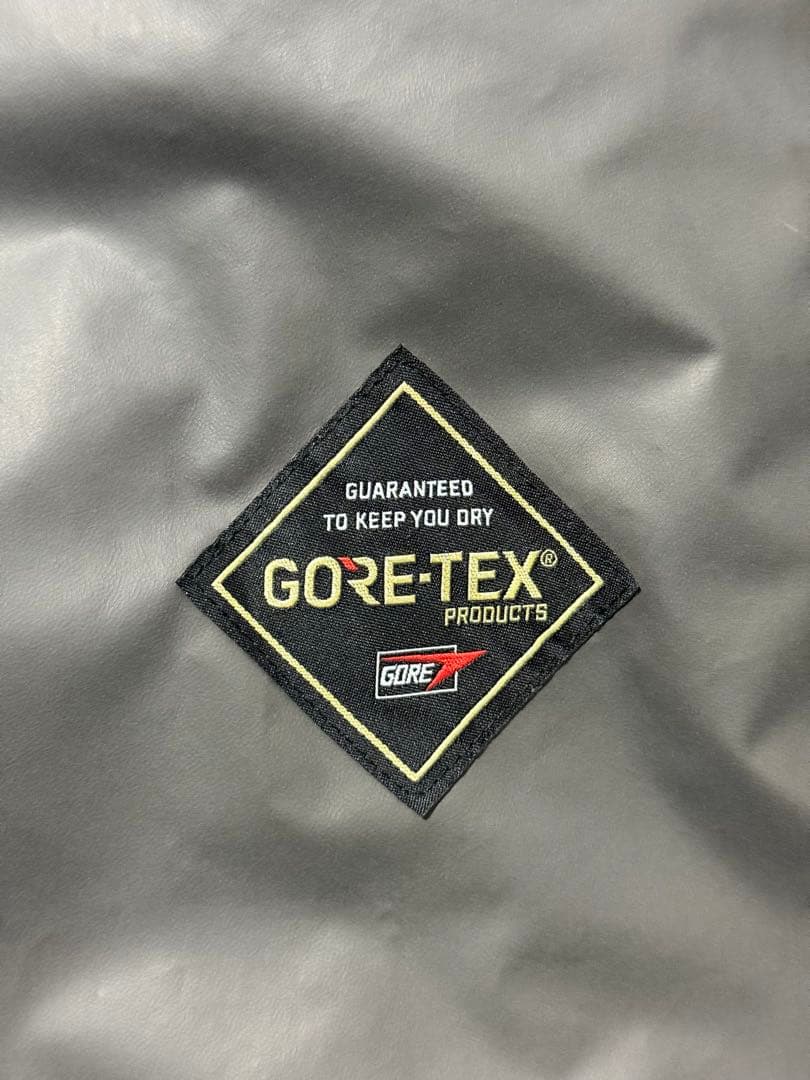 GUARANTEED
TO KEEP YOU DRY
GORE-TEX®
PRODUCTS
GORE